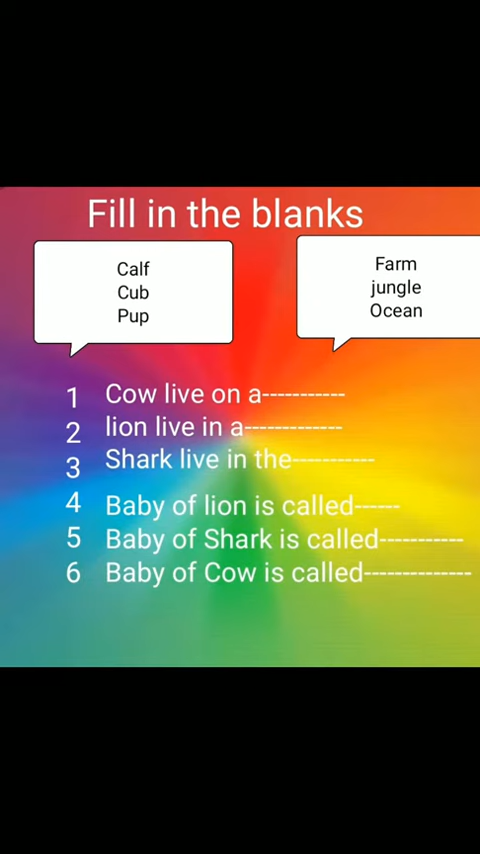 Fill in the blanks
Calf
Cub
Pup
Farm
jungle
Ocean
1 Cow live on a-----------
2 lion live in a-------------
3 Shark live in the-----------
4 Baby of lion is called------
5 Baby of Shark is called-----------
6 Baby of Cow is called--------------